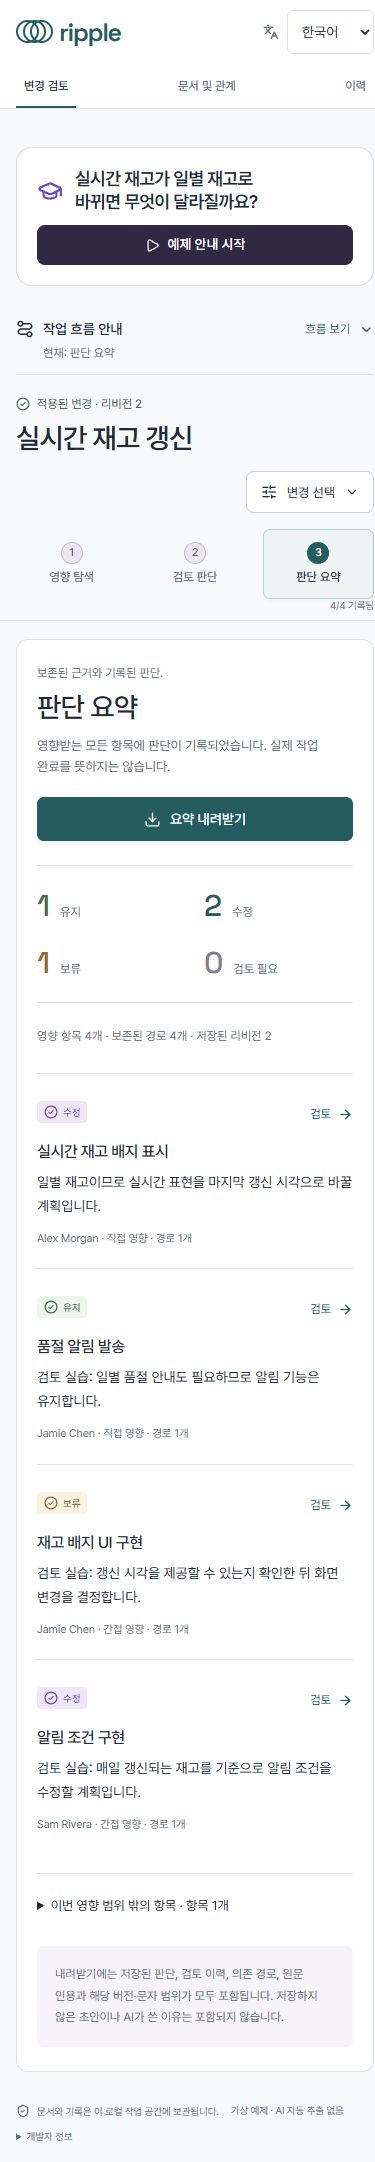 ripple
한국어
변경 검토
문서 및 관계
이력
실시간 재고가 일별 재고로
바뀌면 무엇이 달라질까요?
예제 안내 시작
작업 흐름 안내
흐름 보기
현재: 판단 요약
적용된 변경 · 리비전 2
실시간 재고 갱신
변경 선택
1
영향 탐색
2
검토 판단
3
판단 요약
4/4 기록됨
보존된 근거와 기록된 판단.
판단 요약
영향받는 모든 항목에 판단이 기록되었습니다. 실제 작업
완료를 뜻하지는 않습니다.
요약 내려받기
1 유지
2 수정
1 보류
0 검토 필요
영향 항목 4개 · 보존된 경로 4개 · 저장된 리비전 2
수정
검토
실시간 재고 배지 표시
일별 재고이므로 실시간 표현을 마지막 갱신 시각으로 바꿀
계획입니다.
Alex Morgan · 직접 영향 · 경로 1개
유지
검토
품절 알림 발송
검토 실습: 일별 품절 안내도 필요하므로 알림 기능은
유지합니다.
Jamie Chen · 직접 영향 · 경로 1개
보류
검토
재고 배지 UI 구현
검토 실습: 갱신 시각을 제공할 수 있는지 확인한 뒤 화면
변경을 결정합니다.
Jamie Chen · 간접 영향 · 경로 1개
수정
검토
알림 조건 구현
검토 실습: 매일 갱신되는 재고를 기준으로 알림 조건을
수정할 계획입니다.
Sam Rivera · 간접 영향 · 경로 1개
이번 영향 범위 밖의 항목 · 항목 1개
내려받기에는 저장된 판단, 검토 이력, 의존 경로, 원문
인용과 해당 버전·문자 범위가 모두 포함됩니다. 저장하지
않은 초안이나 AI가 쓴 이유는 포함되지 않습니다.
문서와 기록은 이 로컬 작업 공간에 보관됩니다.
가상 예제 · AI 자동 추출 없음
개발자 정보